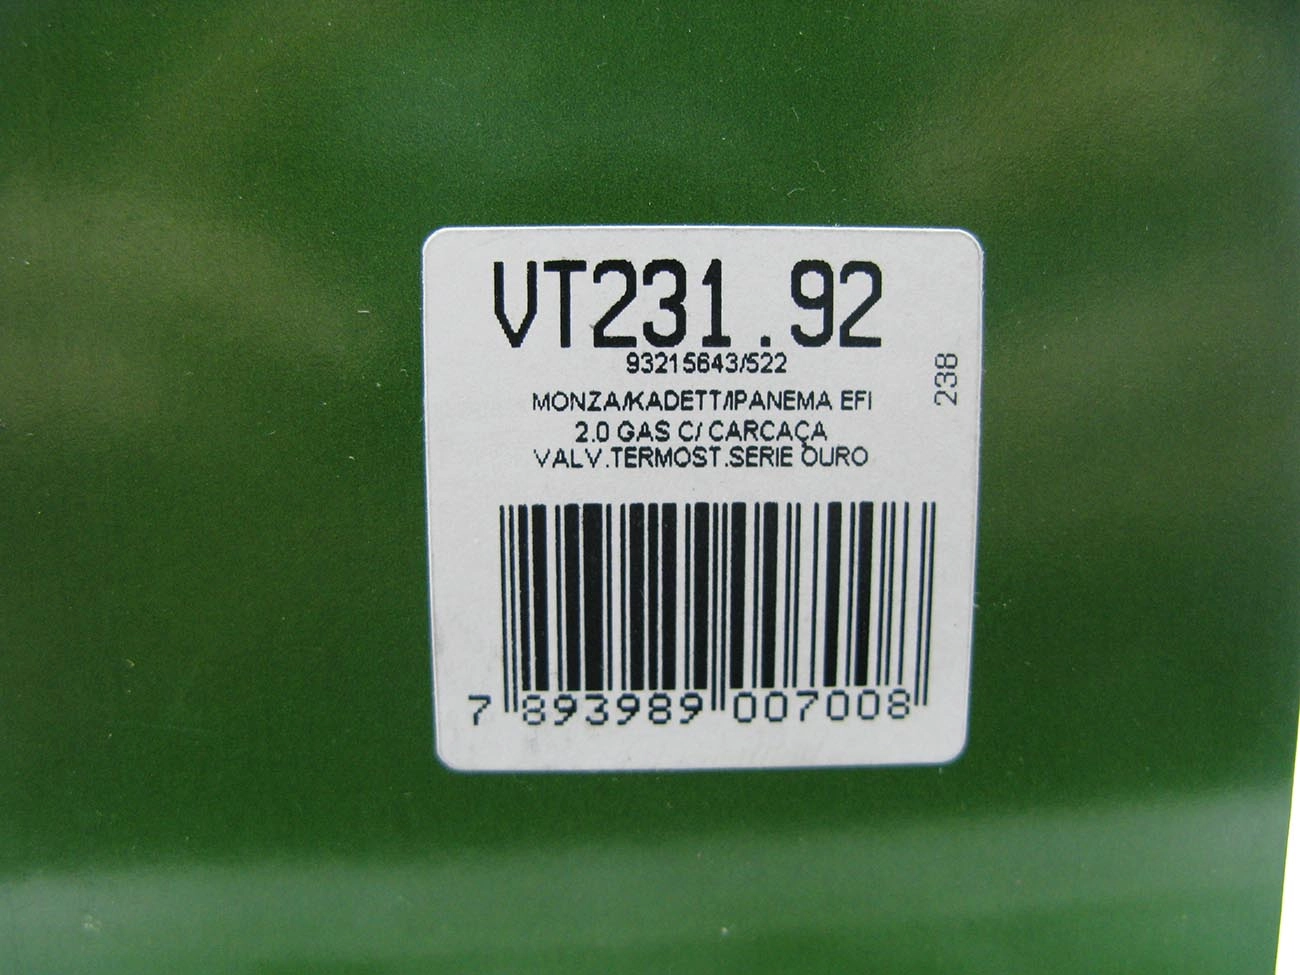 VT231.92
93215643/522
238
MONZA/KADETT/IPANEMA EFI
2.0 GAS C/ CARCAÇA
VALV.TERMOST.SERIE OURO
7 893989 007008